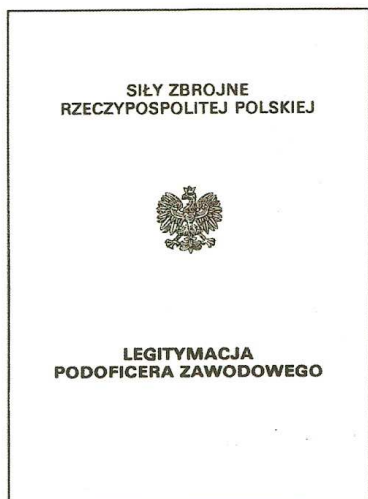 SIŁY ZBROJNE
RZECZYPOSPOLITEJ POLSKIEJ
LEGITYMACJA
PODOFICERA ZAWODOWEGO